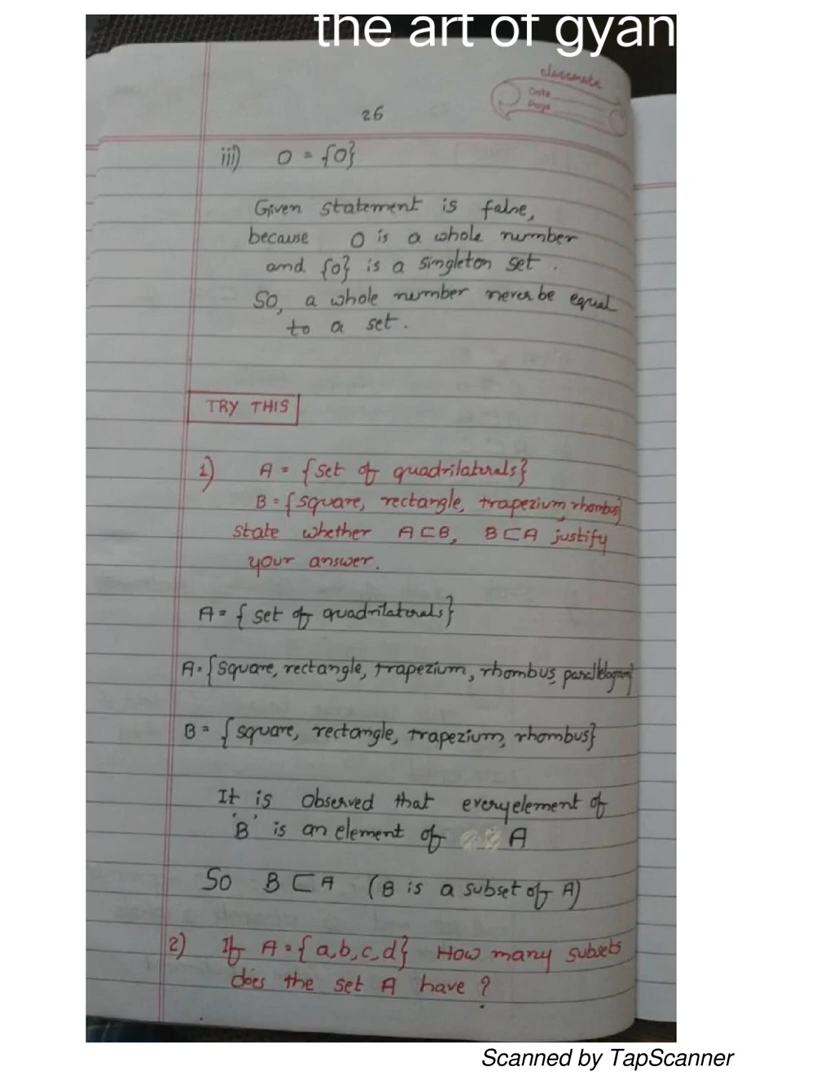 the art of gyan
classmate
Date
Page
26
iii) 0 = {0}
Given statement is false,
because 0 is a whole number
and {0} is a singleton set.
So, a whole number never be equal
to a set.
TRY THIS
1) A = {set of quadrilaterals}
B = {square, rectangle, trapezium, rhombus}
state whether A⊂B, B⊂A justify
your answer.
A = { set of quadrilaterals}
A = {square, rectangle, trapezium, rhombus, parallelogram}
B = { square, rectangle, trapezium, rhombus}
It is observed that every element of
'B' is an element of A
So B ⊂ A (B is a subset of A)
2) If A = { a, b, c, d} How many subsets
does the set A have ?
Scanned by TapScanner